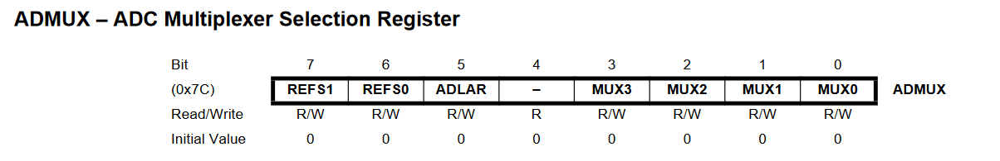 ADMUX – ADC Multiplexer Selection Register
Bit 7 6 5 4 3 2 1 0
(0x7C) REFS1 REFS0 ADLAR – MUX3 MUX2 MUX1 MUX0 ADMUX
Read/Write R/W R/W R/W R R/W R/W R/W R/W
Initial Value 0 0 0 0 0 0 0 0